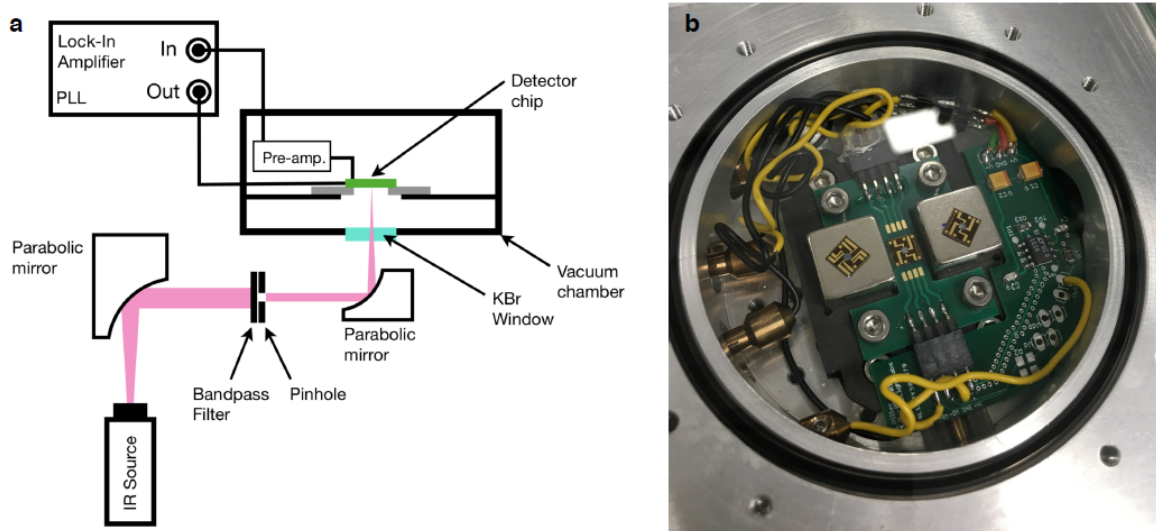 a
Lock-In
Amplifier
In
PLL
Out
Detector
chip
Pre-amp.
Parabolic
mirror
Vacuum
chamber
KBr
Window
Parabolic
mirror
Bandpass
Filter
Pinhole
IR Source
b